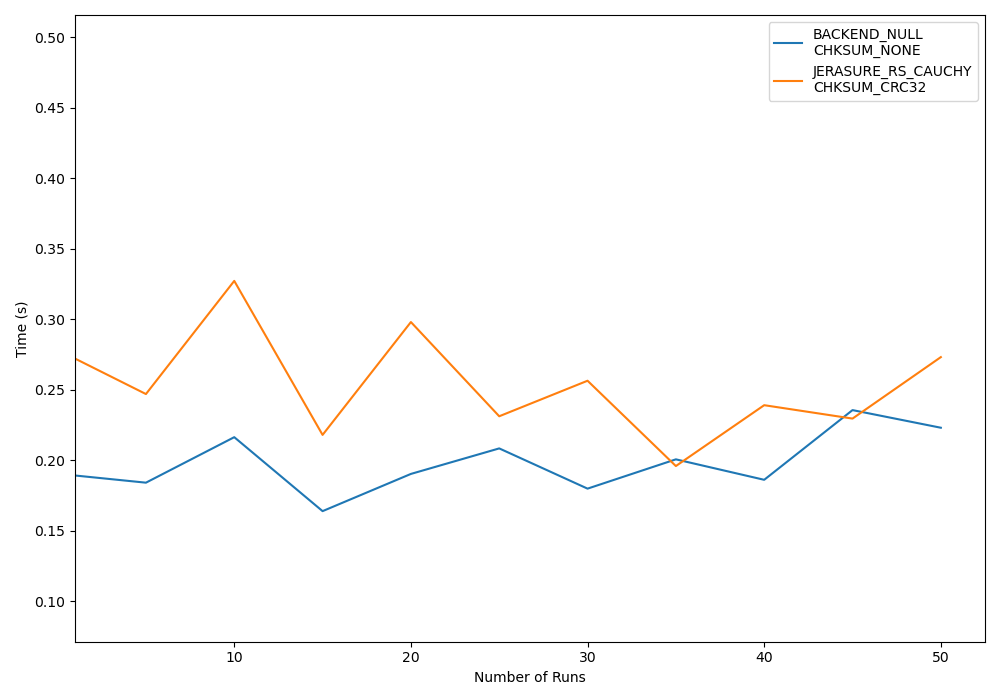 0.50
0.45
0.40
0.35
0.30
0.25
0.20
0.15
0.10
Time (s)
10
20
30
40
50
Number of Runs
BACKEND_NULL
CHKSUM_NONE
JERASURE_RS_CAUCHY
CHKSUM_CRC32